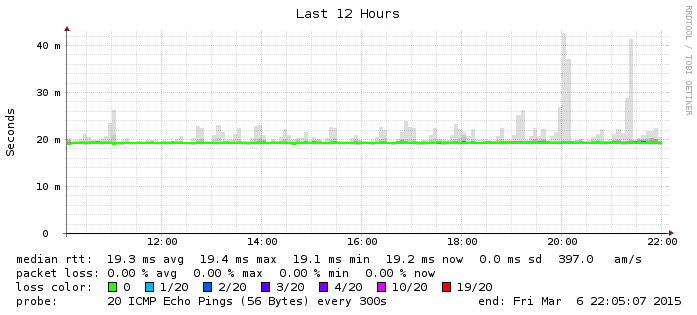 Last 12 Hours
RRDTOOL / TOBI OETIKER
Seconds
40 m
30 m
20 m
10 m
0
12:00 14:00 16:00 18:00 20:00 22:00
median rtt: 19.3 ms avg 19.4 ms max 19.1 ms min 19.2 ms now 0.0 ms sd 397.0 am/s
packet loss: 0.00 % avg 0.00 % max 0.00 % min 0.00 % now
loss color: 0 1/20 2/20 3/20 4/20 10/20 19/20
probe: 20 ICMP Echo Pings (56 Bytes) every 300s end: Fri Mar 6 22:05:07 2015